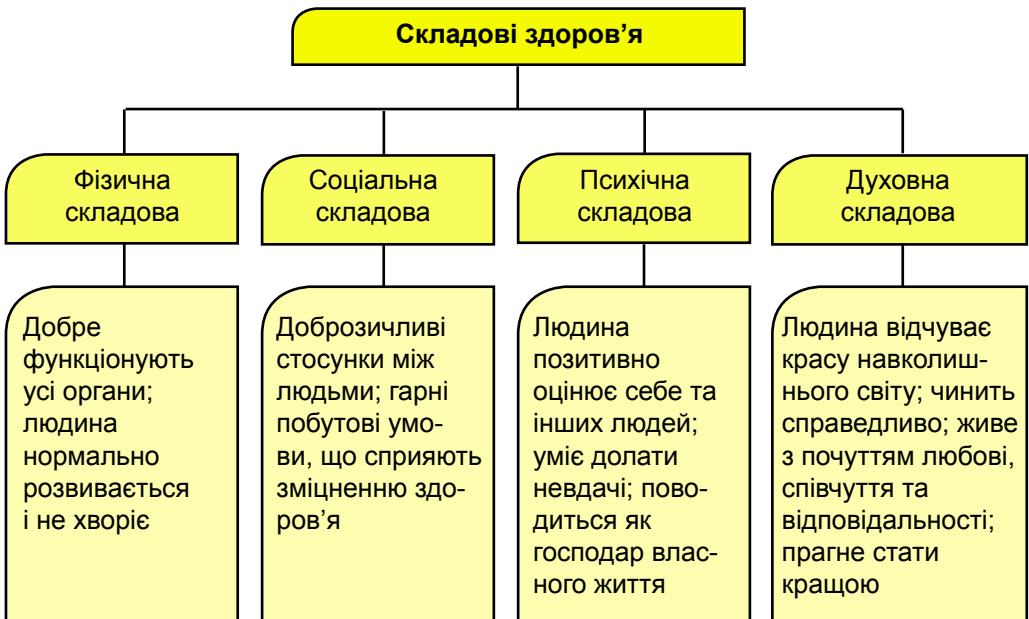 Складові здоров’я
Фізична
складова
Соціальна
складова
Психічна
складова
Духовна
складова
Добре
функціонують
усі органи;
людина
нормально
розвивається
і не хворіє
Доброзичливі
стосунки між
людьми; гарні
побутові умо-
ви, що сприяють
зміцненню здо-
ров’я
Людина
позитивно
оцінює себе та
інших людей;
уміє долати
невдачі; пово-
диться як
господар влас-
ного життя
Людина відчуває
красу навколиш-
нього світу; чинить
справедливо; живе
з почуттям любові,
співчуття та
відповідальності;
прагне стати
кращою